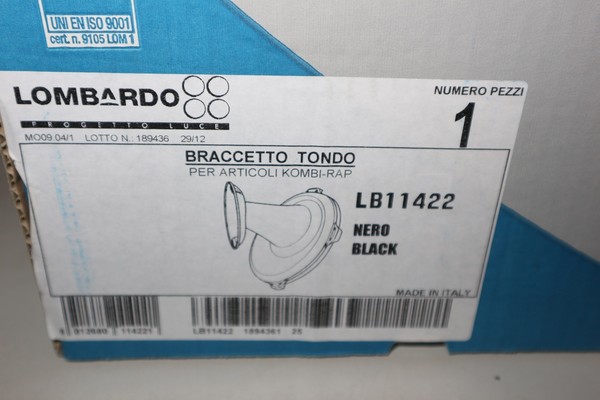 UNI EN ISO 9001
cert. n. 9105 LOM 1
LOMBARDO
PROGETTO LUCE
NUMERO PEZZI
1
MO09.04/1 LOTTO N.: 189436 29/12
BRACCETTO TONDO
PER ARTICOLI KOMBI-RAP
LB11422
NERO
BLACK
MADE IN ITALY
114221
LB11422 1894361 25